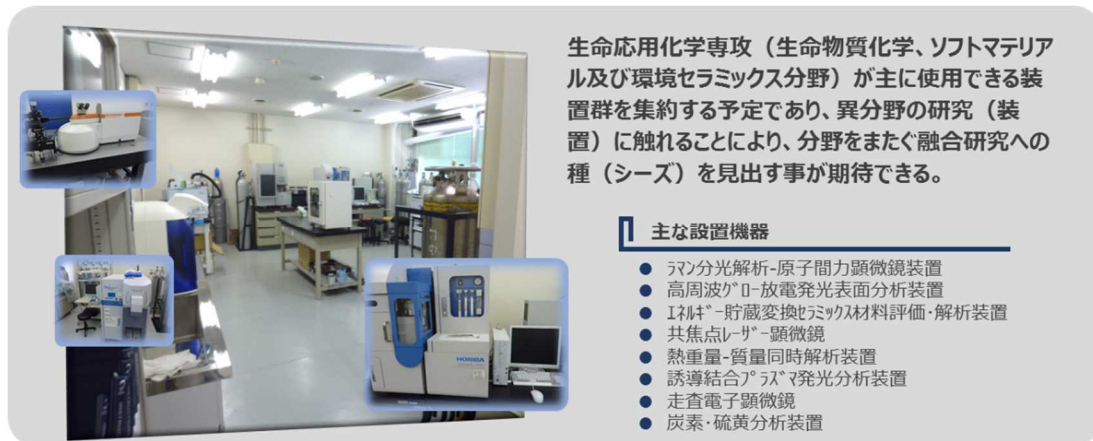 生命応用化学専攻（生命物質化学、ソフトマテリア
ル及び環境セラミックス分野）が主に使用できる装
置群を集約する予定であり、異分野の研究（装
置）に触れることにより、分野をまたぐ融合研究への
種（シーズ）を見出す事が期待できる。
主な設置機器
● ﾗﾏﾝ分光解析-原子間力顕微鏡装置
● 高周波ｸﾞﾛｰ放電発光表面分析装置
● ｴﾈﾙｷﾞｰ貯蔵変換ｾﾗﾐｯｸｽ材料評価･解析装置
● 共焦点ﾚｰｻﾞｰ顕微鏡
● 熱重量-質量同時解析装置
● 誘導結合ﾌﾟﾗｽﾞﾏ発光分析装置
● 走査電子顕微鏡
● 炭素･硫黄分析装置
HORIBA